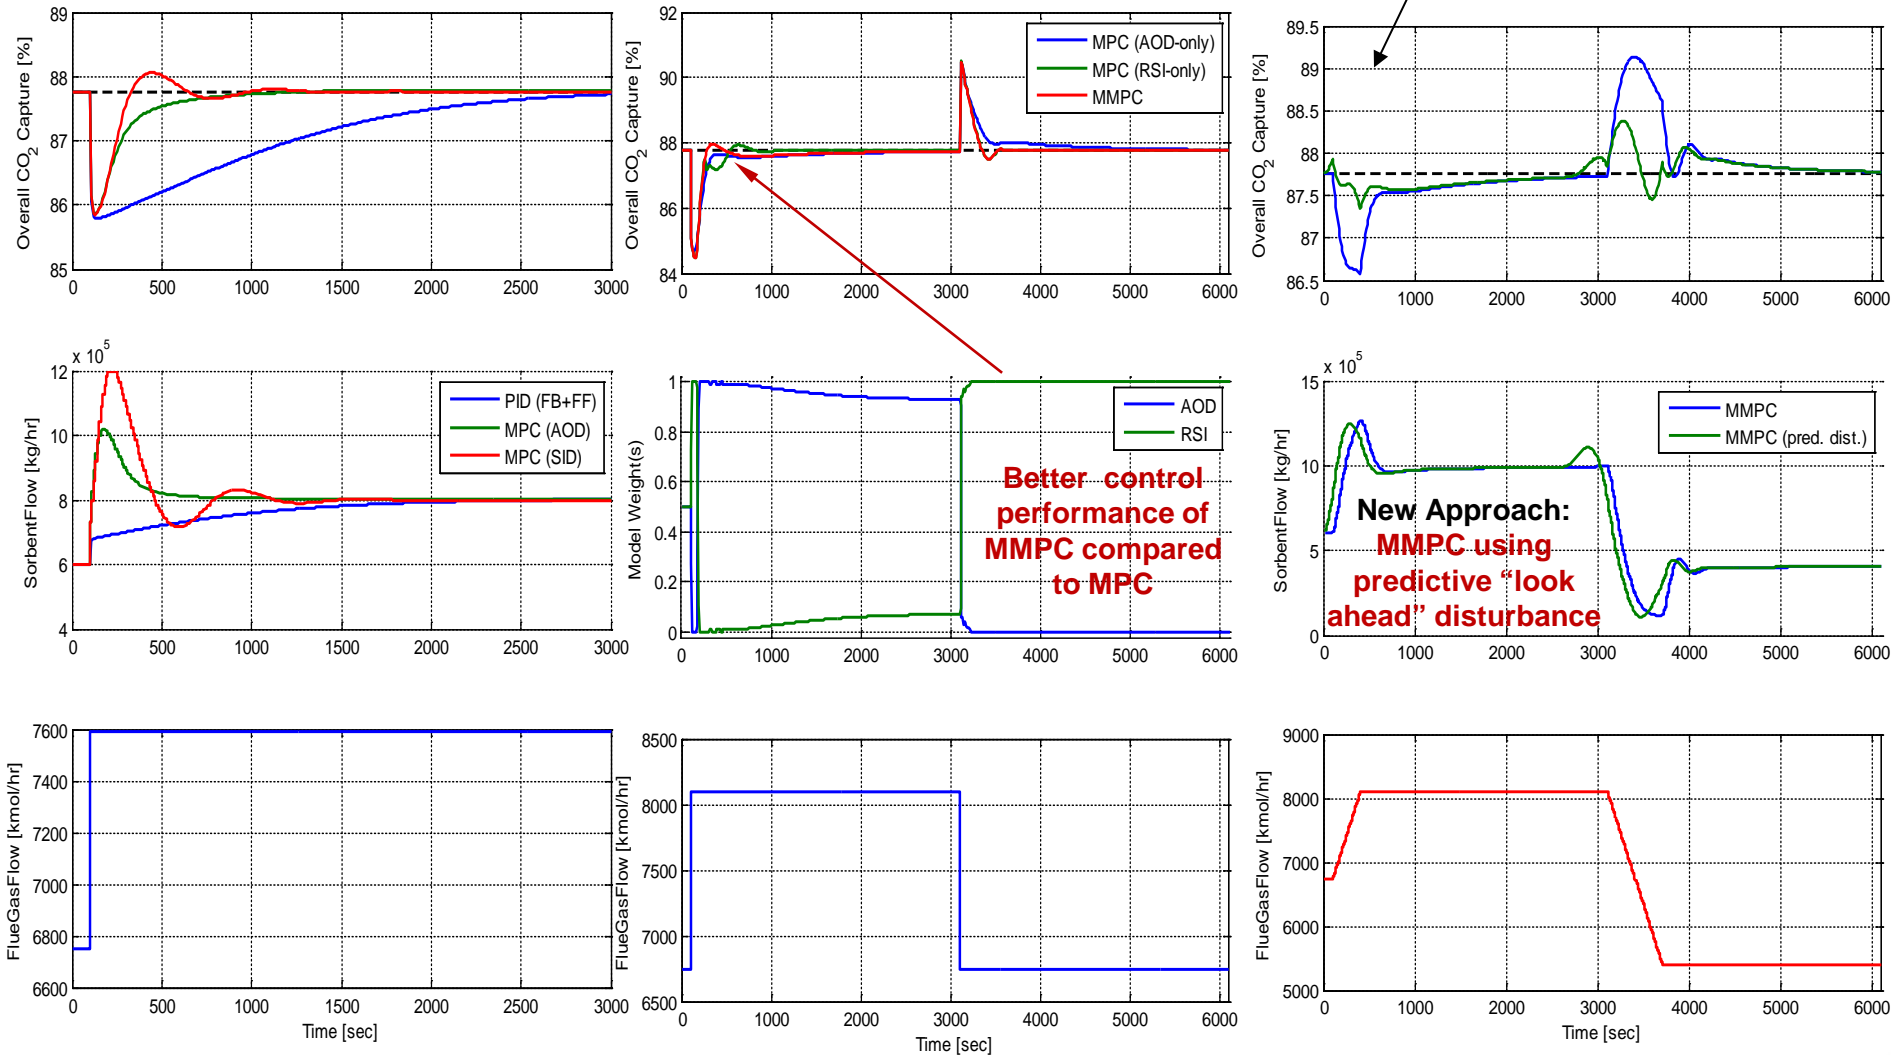 89
88
87
86
85
Overall CO2 Capture [%]
0 500 1000 1500 2000 2500 3000
92
90
88
86
84
Overall CO2 Capture [%]
MPC (AOD-only)
MPC (RSI-only)
MMPC
0 1000 2000 3000 4000 5000 6000
89.5
89
88.5
88
87.5
87
86.5
Overall CO2 Capture [%]
0 1000 2000 3000 4000 5000 6000
x 10^5
12
10
8
6
4
SorbentFlow [kg/hr]
PID (FB+FF)
MPC (AOD)
MPC (SID)
0 500 1000 1500 2000 2500 3000
1
0.8
0.6
0.4
0.2
0
Model Weight(s)
AOD
RSI
Better control
performance of
MMPC compared
to MPC
0 1000 2000 3000 4000 5000 6000
x 10^5
15
10
5
0
SorbentFlow [kg/hr]
MMPC
MMPC (pred. dist.)
New Approach:
MMPC using
predictive “look
ahead” disturbance
0 1000 2000 3000 4000 5000 6000
7600
7400
7200
7000
6800
6600
FlueGasFlow [kmol/hr]
0 500 1000 1500 2000 2500 3000
Time [sec]
8500
8000
7500
7000
6500
FlueGasFlow [kmol/hr]
0 1000 2000 3000 4000 5000 6000
Time [sec]
9000
8000
7000
6000
5000
FlueGasFlow [kmol/hr]
0 1000 2000 3000 4000 5000 6000
Time [sec]